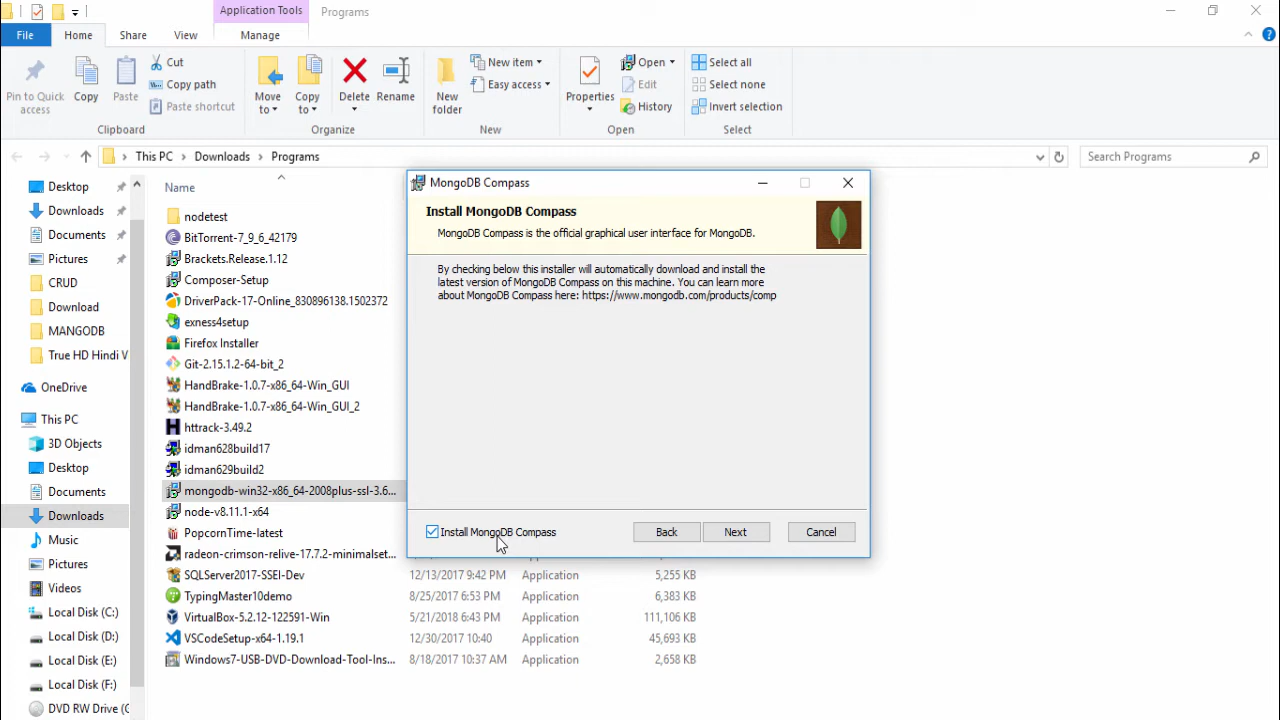 Application Tools
Programs
File
Home
Share
View
Manage
Pin to Quick access
Copy
Paste
Cut
Copy path
Paste shortcut
Clipboard
Move to
Copy to
Delete
Rename
Organize
New folder
New item
Easy access
New
Properties
Open
Edit
History
Open
Select all
Select none
Invert selection
Select
This PC > Downloads > Programs
Search Programs
Desktop
Downloads
Documents
Pictures
CRUD
Download
MANGODB
True HD Hindi V
OneDrive
This PC
3D Objects
Desktop
Documents
Downloads
Music
Pictures
Videos
Local Disk (C:)
Local Disk (D:)
Local Disk (E:)
Local Disk (F:)
DVD RW Drive (G
Name
nodetest
BitTorrent-7_9_6_42179
Brackets.Release.1.12
Composer-Setup
DriverPack-17-Online_830896138.1502372
exness4setup
Firefox Installer
Git-2.15.1.2-64-bit_2
HandBrake-1.0.7-x86_64-Win_GUI
HandBrake-1.0.7-x86_64-Win_GUI_2
httrack-3.49.2
idman628build17
idman629build2
mongodb-win32-x86_64-2008plus-ssl-3.6...
node-v8.11.1-x64
PopcornTime-latest
radeon-crimson-relive-17.7.2-minimalset...
SQLServer2017-SSEI-Dev 12/13/2017 9:42 PM Application 5,255 KB
TypingMaster10demo 8/25/2017 6:53 PM Application 6,383 KB
VirtualBox-5.2.12-122591-Win 5/21/2018 6:43 PM Application 111,106 KB
VSCodeSetup-x64-1.19.1 12/30/2017 10:40 Application 45,693 KB
Windows7-USB-DVD-Download-Tool-Ins... 8/18/2017 10:37 AM Application 2,658 KB
MongoDB Compass
Install MongoDB Compass
MongoDB Compass is the official graphical user interface for MongoDB.
By checking below this installer will automatically download and install the
latest version of MongoDB Compass on this machine. You can learn more
about MongoDB Compass here: https://www.mongodb.com/products/comp
Install MongoDB Compass
Back
Next
Cancel